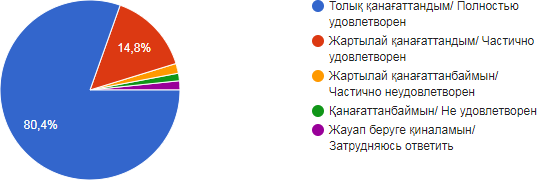 80,4%
14,8%
Толық қанағаттандым/ Полностью
удовлетворен
Жартылай қанағаттандым/ Частично
удовлетворен
Жартылай қанағаттанбаймын/
Частично неудовлетворен
Қанағаттанбаймын/ Не удовлетворен
Жауап беруге қиналамын/
Затрудняюсь ответить